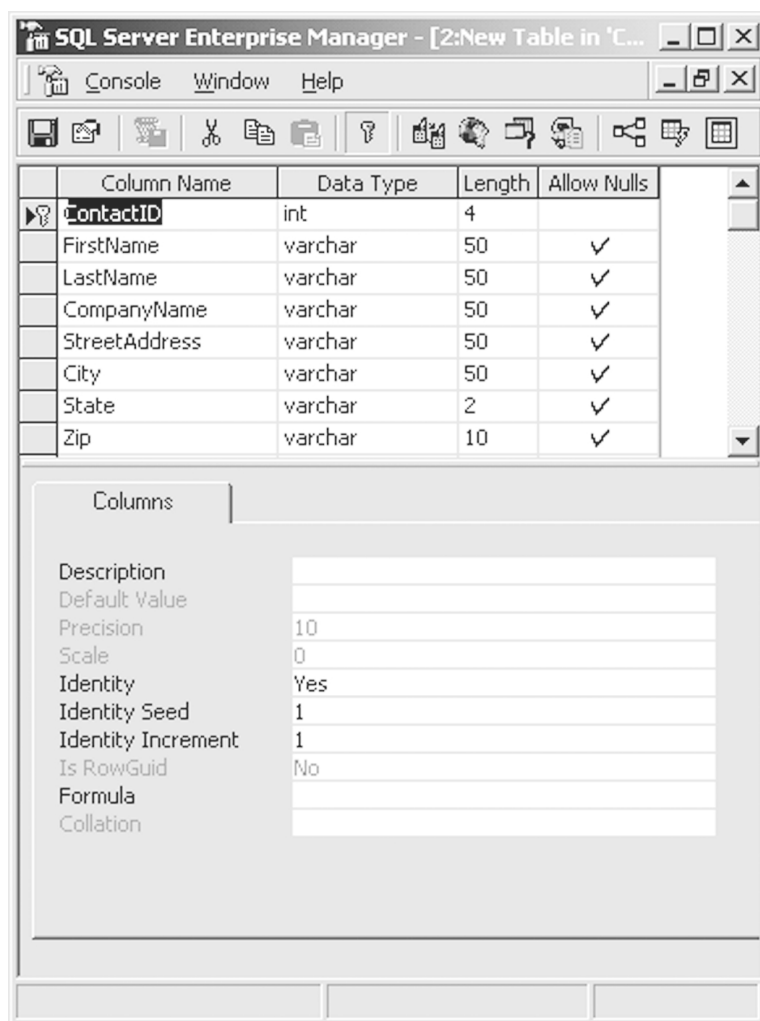 SQL Server Enterprise Manager - [2:New Table in 'C...
Console Window Help
Column Name Data Type Length Allow Nulls
ContactID int 4
FirstName varchar 50
LastName varchar 50
CompanyName varchar 50
StreetAddress varchar 50
City varchar 50
State varchar 2
Zip varchar 10
Columns
Description
Default Value
Precision 10
Scale 0
Identity Yes
Identity Seed 1
Identity Increment 1
Is RowGuid No
Formula
Collation